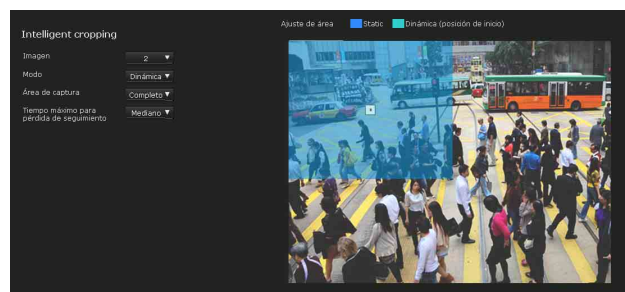 Ajuste de área Static Dinámica (posición de inicio)
Intelligent cropping
Imagen 2
Modo Dinámica
Área de captura Completo
Tiempo máximo para Mediano
pérdida de seguimiento